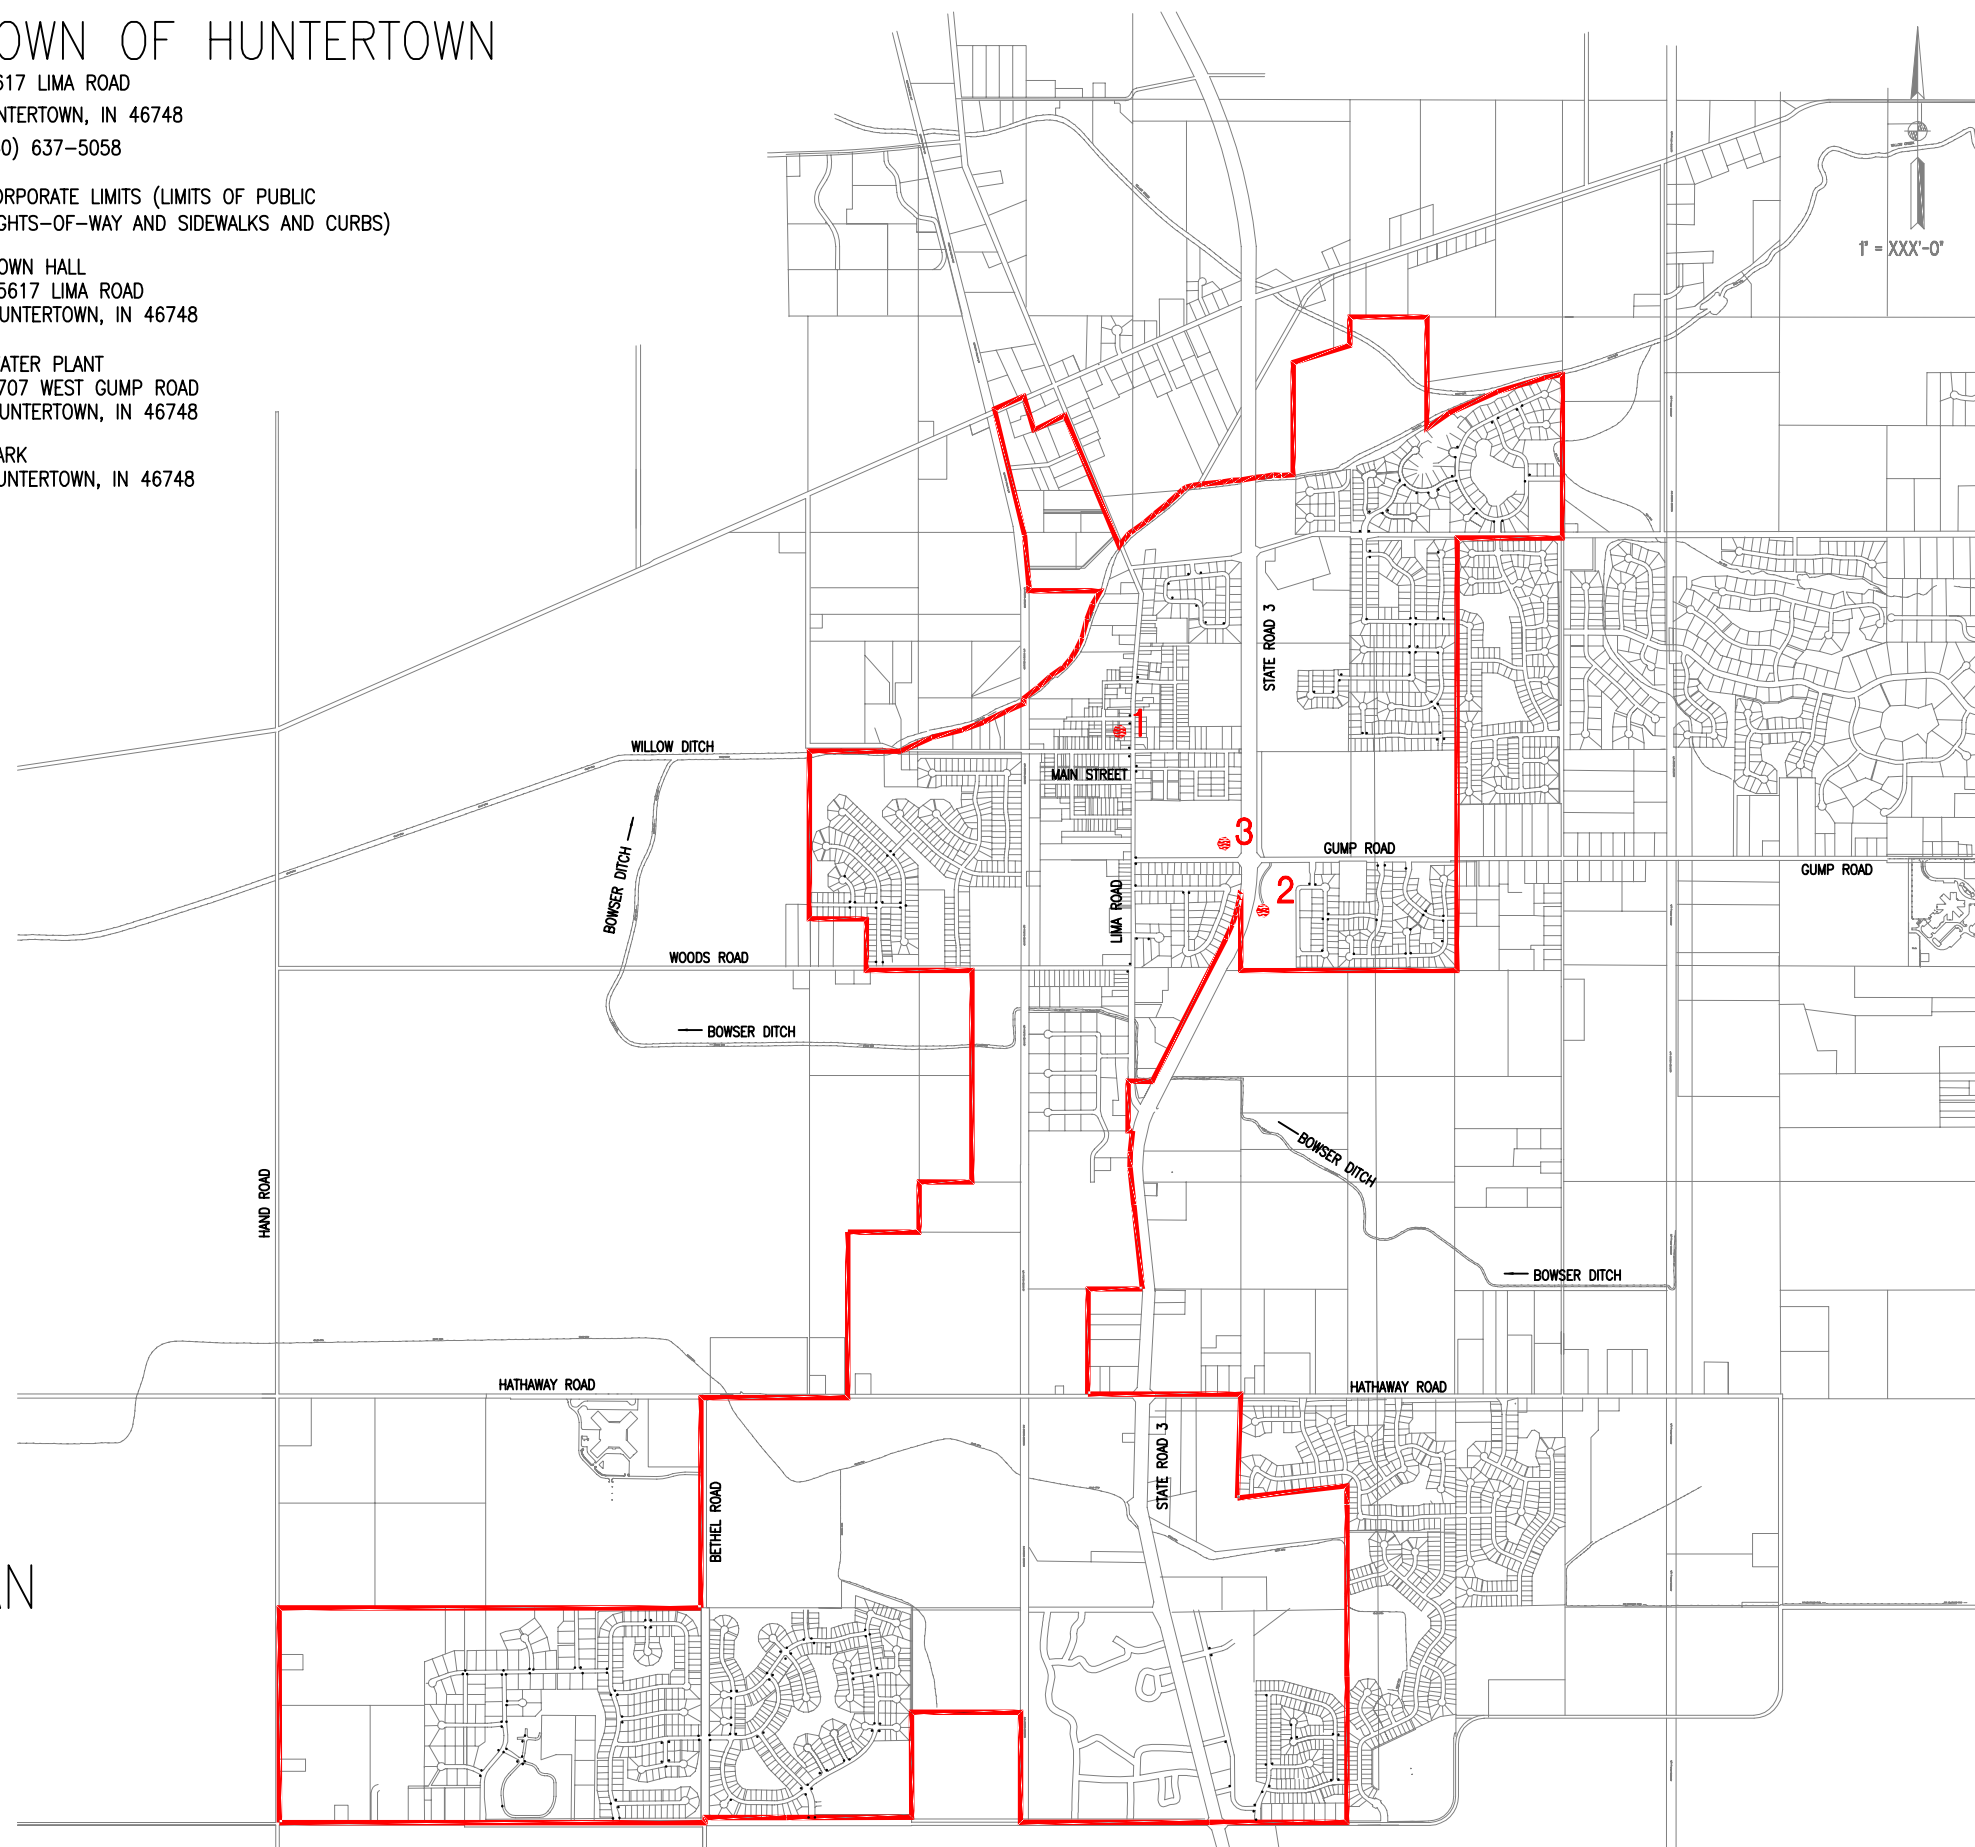 OWN OF HUNTERTOWN
617 LIMA ROAD
NTERTOWN, IN 46748
60) 637-5058
ORPORATE LIMITS (LIMITS OF PUBLIC
GHTS-OF-WAY AND SIDEWALKS AND CURBS)
OWN HALL
5617 LIMA ROAD
UNTERTOWN, IN 46748
ATER PLANT
707 WEST GUMP ROAD
UNTERTOWN, IN 46748
ARK
UNTERTOWN, IN 46748
1" = XXX'-0"
STATE ROAD 3
1
WILLOW DITCH
MAIN STREET
3
GUMP ROAD
GUMP ROAD
BOWSER DITCH
2
LIMA ROAD
WOODS ROAD
BOWSER DITCH
BOWSER DITCH
HAND ROAD
BOWSER DITCH
HATHAWAY ROAD
HATHAWAY ROAD
STATE ROAD 3
BETHEL ROAD
AN